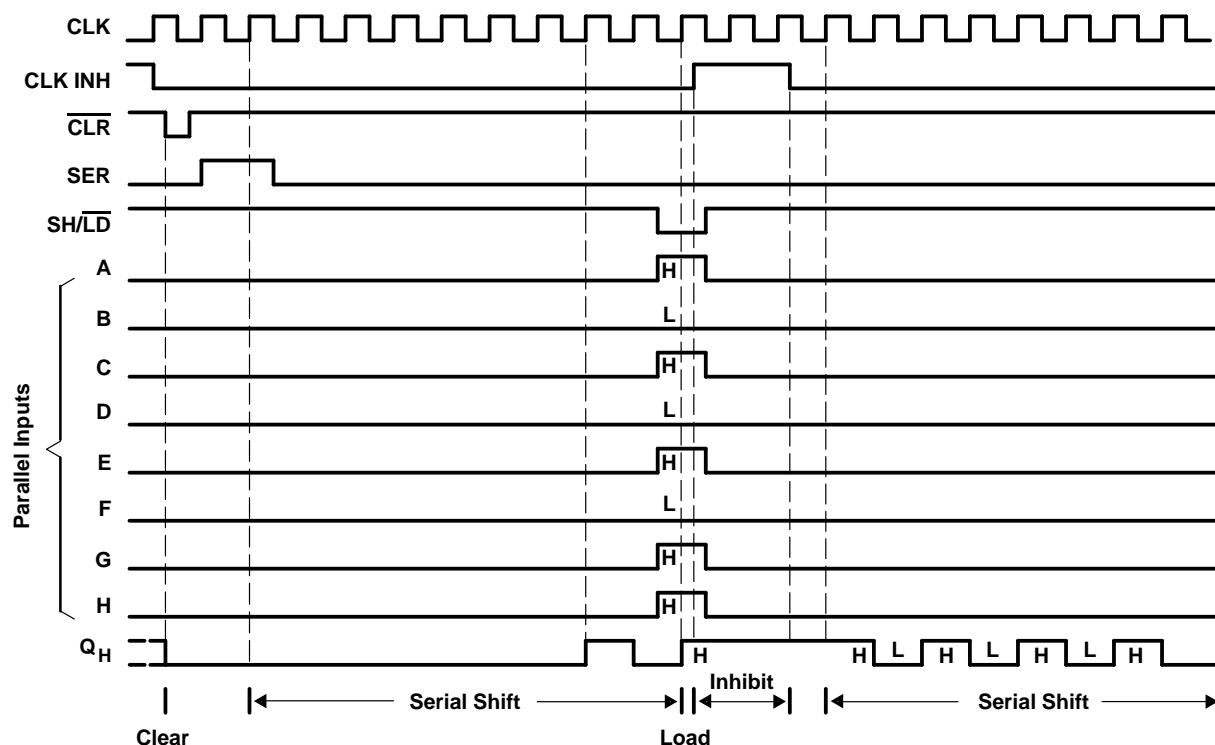 CLK
CLK INH
CLR
SER
SH/LD
Parallel Inputs
A
H
B
L
C
H
D
L
E
H
F
L
G
H
H
H
QH
H
H
L
H
L
H
L
H
Inhibit
Serial Shift
Serial Shift
Clear
Load